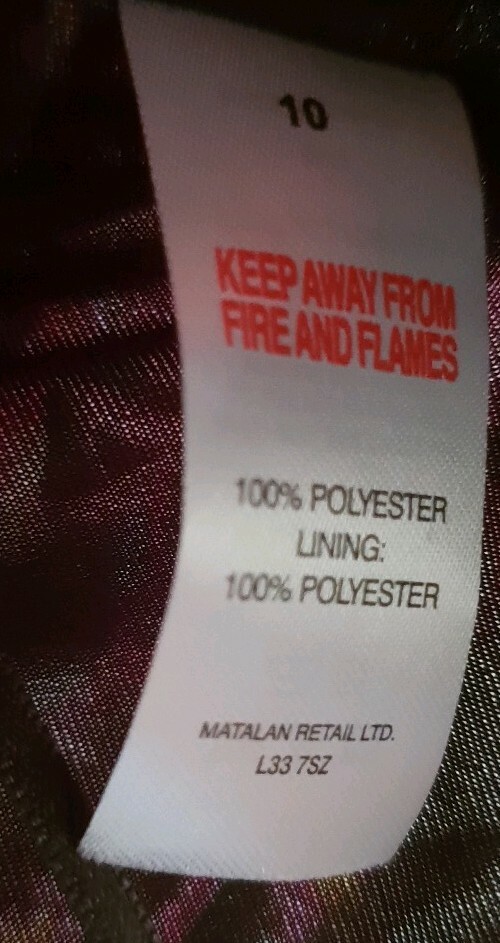 10
KEEP AWAY FROM
FIRE AND FLAMES
100% POLYESTER
LINING:
100% POLYESTER
MATALAN RETAIL LTD.
L33 7SZ